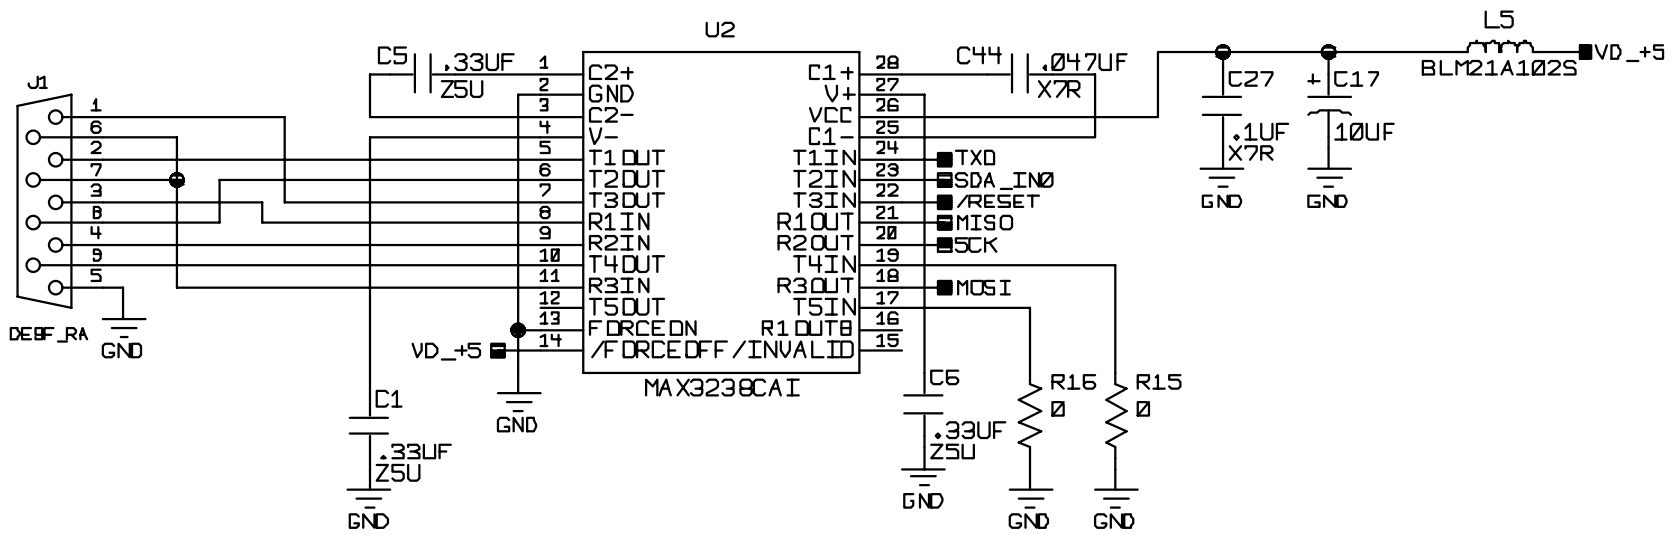 J1
1
6
2
7
3
8
4
9
5
DE9F_RA
GND
C5
.33UF
Z5U
VD_+5
C1
.33UF
Z5U
GND
GND
U2
1 C2+ C1+ 28
2 GND V+ 27
3 C2- VCC 26
4 V- C1- 25
5 T1OUT T1IN 24
6 T2OUT T2IN 23
7 T3OUT T3IN 22
8 R1IN R1OUT 21
9 R2IN R2OUT 20
10 T4OUT T4IN 19
11 R3IN R3OUT 18
12 T5OUT T5IN 17
13 FORCEON R1OUTB 16
14 /FORCEOFF /INVALID 15
MAX3238CAI
C44
.047UF
X7R
TXD
SDA_IN0
/RESET
MISO
SCK
MOSI
C6
.33UF
Z5U
GND
R16
0
GND
R15
0
GND
C27
.1UF
X7R
GND
+ C17
10UF
GND
L5
BLM21A102S
VD_+5